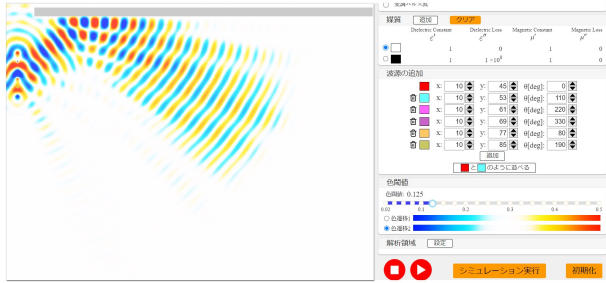 媒質 追加 クリア
Dielectric Constant Dielectric Loss Magnetic Constant Magnetic Loss
ε′ ε″ μ′ μ″
1 0 1 0
1 1×10⁸ 1 0
波源の追加
x: 10 y: 45 θ[deg]: 0
x: 10 y: 53 θ[deg]: 110
x: 10 y: 61 θ[deg]: 220
x: 10 y: 69 θ[deg]: 330
x: 10 y: 77 θ[deg]: 80
x: 10 y: 85 θ[deg]: 190
追加
と のように並べる
色閾値
色閾値: 0.125
0.02 0.1 0.2 0.3 0.4 0.5
色遷移1
色遷移2
解析領域 設定
シミュレーション実行 初期化